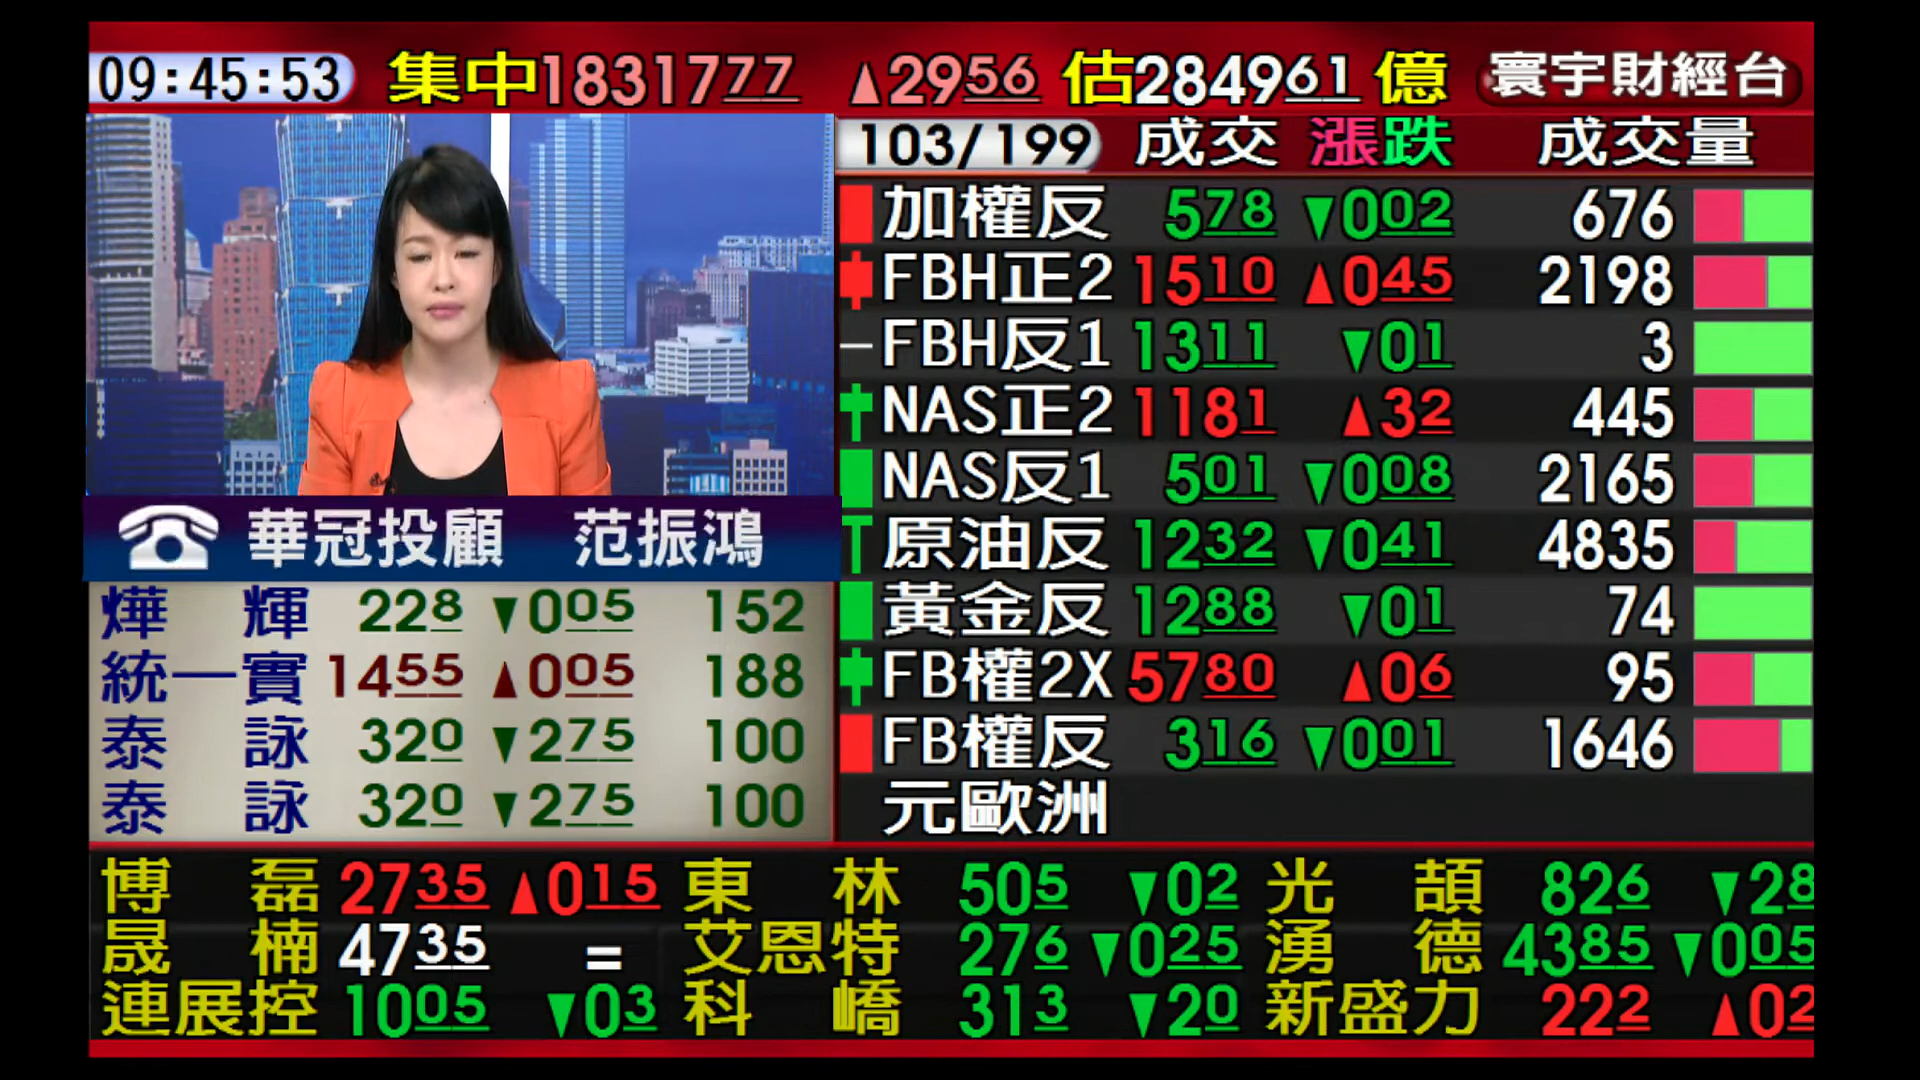 09:45:53 集中1831777 ▲2956 估284961億 寰宇財經台
103/199 成交 漲跌 成交量
加權反 578 ▼002 676
FBH正2 1510 ▲045 2198
FBH反1 1311 ▼01 3
NAS正2 1181 ▲32 445
NAS反1 501 ▼008 2165
原油反 1232 ▼041 4835
黃金反 1288 ▼01 74
FB權2X 5780 ▲06 95
FB權反 316 ▼001 1646
元歐洲
華冠投顧 范振鴻
燁輝 228 ▼005 152
統一實 1455 ▲005 188
泰詠 320 ▼275 100
泰詠 320 ▼275 100
博磊 2735 ▲015 東林 505 ▼02 光頡 826 ▼28
晟楠 4735 = 艾恩特 276 ▼025 湧德 4385 ▼005
連展控 1005 ▼03 科嶠 313 ▼20 新盛力 222 ▲02